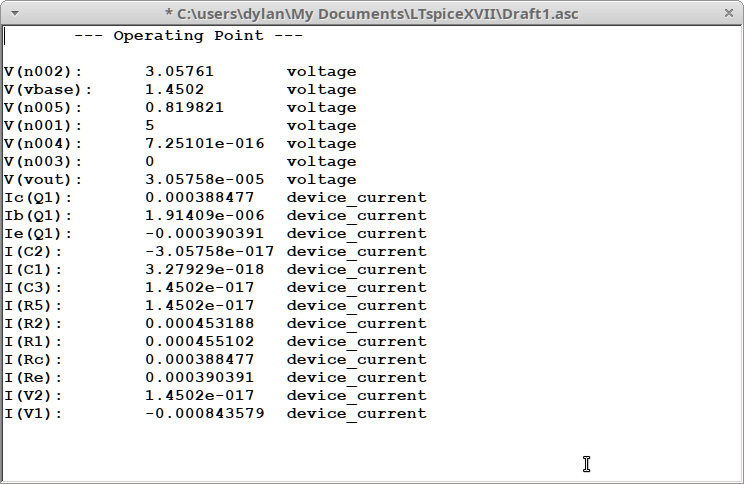 * C:\users\dylan\My Documents\LTspiceXVII\Draft1.asc
--- Operating Point ---
V(n002): 3.05761 voltage
V(vbase): 1.4502 voltage
V(n005): 0.819821 voltage
V(n001): 5 voltage
V(n004): 7.25101e-016 voltage
V(n003): 0 voltage
V(vout): 3.05758e-005 voltage
Ic(Q1): 0.000388477 device_current
Ib(Q1): 1.91409e-006 device_current
Ie(Q1): -0.000390391 device_current
I(C2): -3.05758e-017 device_current
I(C1): 3.27929e-018 device_current
I(C3): 1.4502e-017 device_current
I(R5): 1.4502e-017 device_current
I(R2): 0.000453188 device_current
I(R1): 0.000455102 device_current
I(Rc): 0.000388477 device_current
I(Re): 0.000390391 device_current
I(V2): 1.4502e-017 device_current
I(V1): -0.000843579 device_current